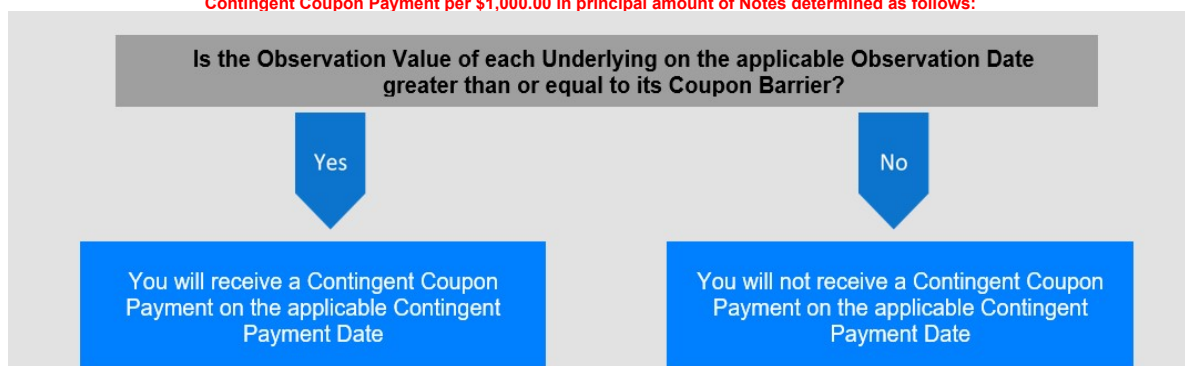 Contingent Coupon Payment per $1,000.00 in principal amount of Notes determined as follows:
Is the Observation Value of each Underlying on the applicable Observation Date
greater than or equal to its Coupon Barrier?
Yes
No
You will receive a Contingent Coupon
Payment on the applicable Contingent
Payment Date
You will not receive a Contingent Coupon
Payment on the applicable Contingent
Payment Date